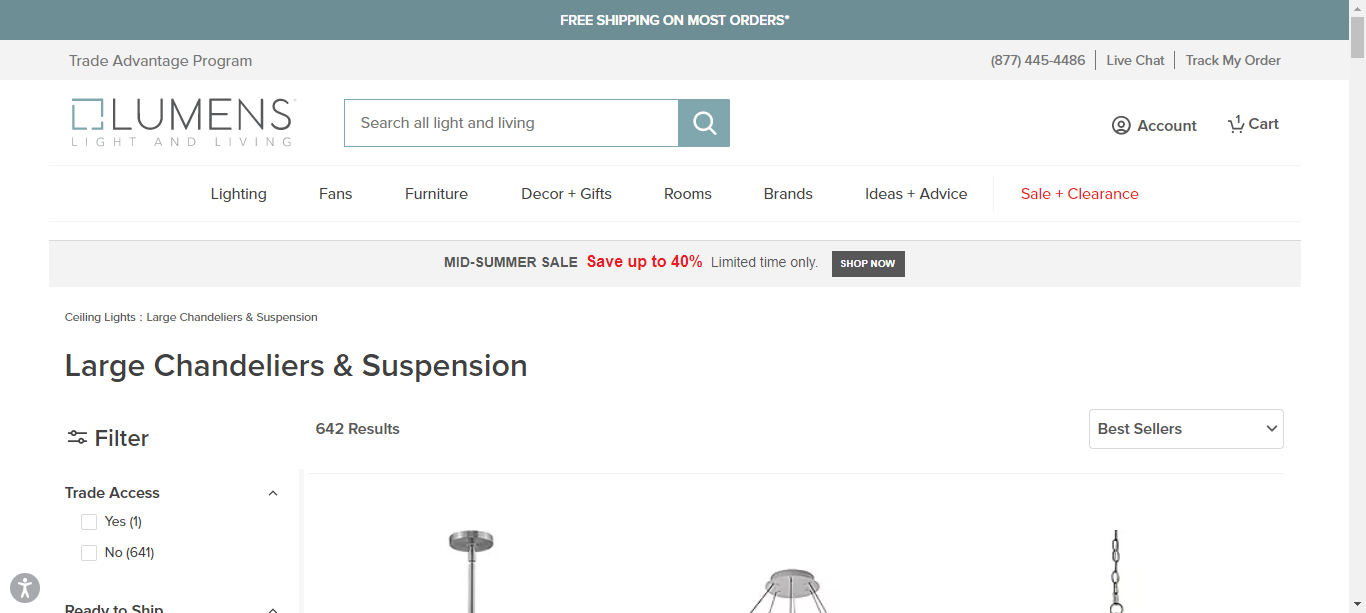 FREE SHIPPING ON MOST ORDERS*
Trade Advantage Program
(877) 445-4486 Live Chat Track My Order
LUMENS
LIGHT AND LIVING
Search all light and living
Account
1
Cart
Lighting Fans Furniture Decor + Gifts Rooms Brands Ideas + Advice Sale + Clearance
MID-SUMMER SALE Save up to 40% Limited time only. SHOP NOW
Ceiling Lights : Large Chandeliers & Suspension
Large Chandeliers & Suspension
Filter
642 Results
Best Sellers
Trade Access
Yes (1)
No (641)
Ready to Ship